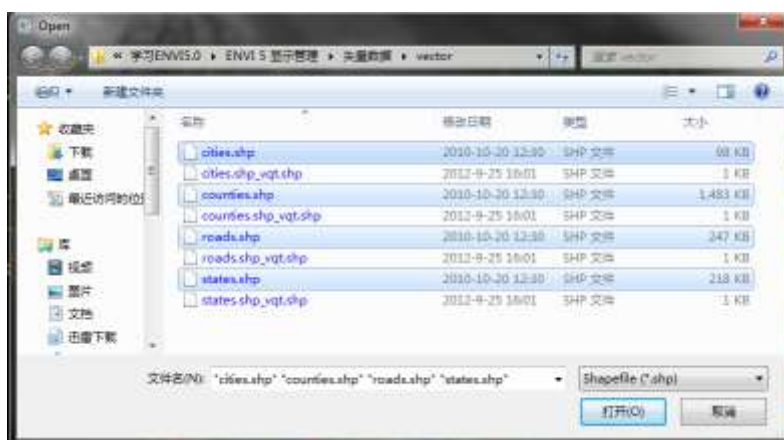 Open
« 学习ENVI5.0 ▸ ENVI 5 显示管理 ▸ 矢量数据 ▸ vector
搜索 vector
组织 新建文件夹
名称 修改日期 类型 大小
收藏夹
下载
桌面
最近访问的位置
库
视频
图片
文档
迅雷下载
cities.shp 2010-10-20 12:30 SHP 文件 98 KB
cities.shp_vqt.shp 2012-9-25 16:01 SHP 文件 1 KB
counties.shp 2010-10-20 12:30 SHP 文件 1,483 KB
counties.shp_vqt.shp 2012-9-25 16:01 SHP 文件 1 KB
roads.shp 2010-10-20 12:30 SHP 文件 247 KB
roads.shp_vqt.shp 2012-9-25 16:01 SHP 文件 1 KB
states.shp 2010-10-20 12:30 SHP 文件 218 KB
states.shp_vqt.shp 2012-9-25 16:01 SHP 文件 1 KB
文件名(N): "cities.shp" "counties.shp" "roads.shp" "states.shp"
Shapefile (*.shp)
打开(O) 取消